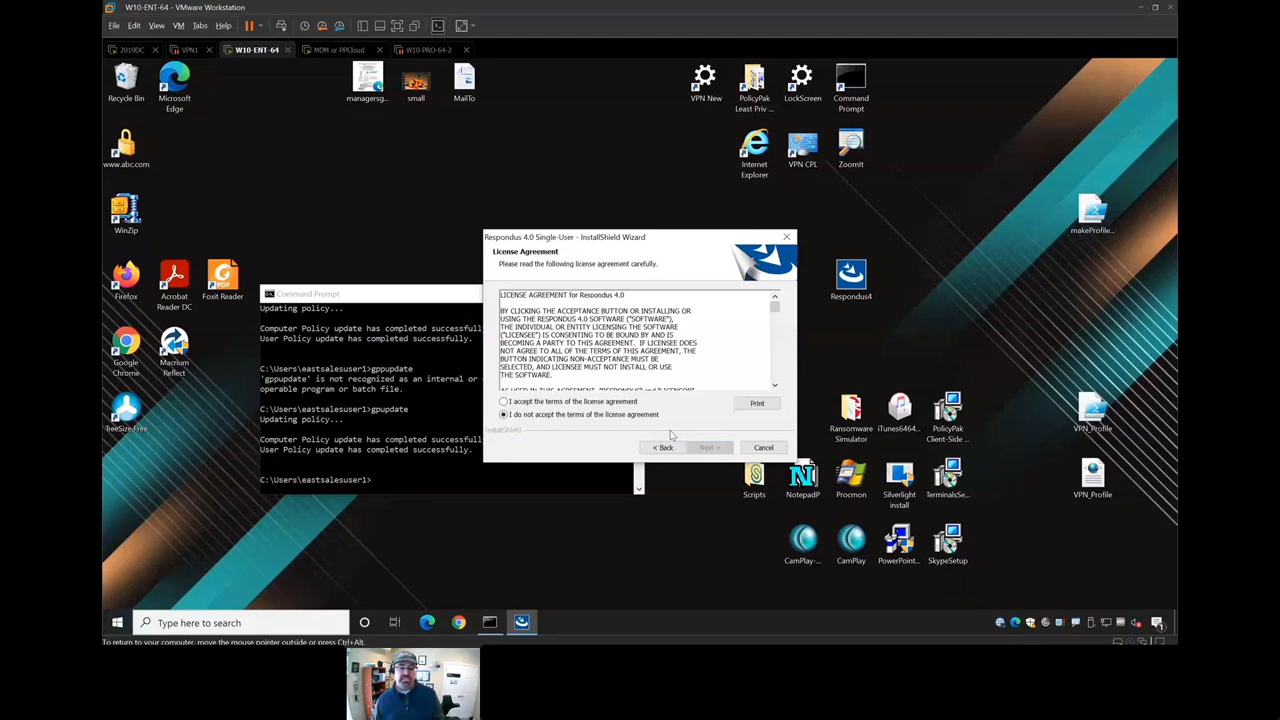 W10-ENT-64 - VMware Workstation
File Edit View VM Tabs Help
2019DC
VPN1
W10-ENT-64
MDM or PPCloud
W10-PRO-64-2
Recycle Bin
Microsoft
Edge
managersg...
small
MailTo
VPN New
PolicyPak
Least Priv ...
LockScreen
Command
Prompt
www.abc.com
Internet
Explorer
VPN CPL
ZoomIt
WinZip
makeProfile...
Respondus 4.0 Single-User - InstallShield Wizard
License Agreement
Please read the following license agreement carefully.
LICENSE AGREEMENT for Respondus 4.0
BY CLICKING THE ACCEPTANCE BUTTON OR INSTALLING OR
USING THE RESPONDUS 4.0 SOFTWARE ("SOFTWARE"),
THE INDIVIDUAL OR ENTITY LICENSING THE SOFTWARE
("LICENSEE") IS CONSENTING TO BE BOUND BY AND IS
BECOMING A PARTY TO THIS AGREEMENT. IF LICENSEE DOES
NOT AGREE TO ALL OF THE TERMS OF THIS AGREEMENT, THE
BUTTON INDICATING NON-ACCEPTANCE MUST BE
SELECTED, AND LICENSEE MUST NOT INSTALL OR USE
THE SOFTWARE.
I accept the terms of the license agreement
Print
I do not accept the terms of the license agreement
InstallShield
< Back
Next >
Cancel
Firefox
Acrobat
Reader DC
Foxit Reader
Respondus4
Command Prompt
Updating policy...
Computer Policy update has completed successfully
User Policy update has completed successfully.
C:\Users\eastsalesuser1>gppupdate
'gppupdate' is not recognized as an internal or
operable program or batch file.
C:\Users\eastsalesuser1>gpupdate
Updating policy...
Computer Policy update has completed successfully
User Policy update has completed successfully.
C:\Users\eastsalesuser1>
Google
Chrome
Macrium
Reflect
TreeSize Free
Ransomware
Simulator
iTunes6464...
PolicyPak
Client-Side ...
VPN_Profile...
Scripts
NotepadP
Procmon
Silverlight
install
TerminalsSe...
VPN_Profile
CamPlay-...
CamPlay
PowerPoint...
SkypeSetup
Type here to search
To return to your computer, move the mouse pointer outside or press Ctrl+Alt.